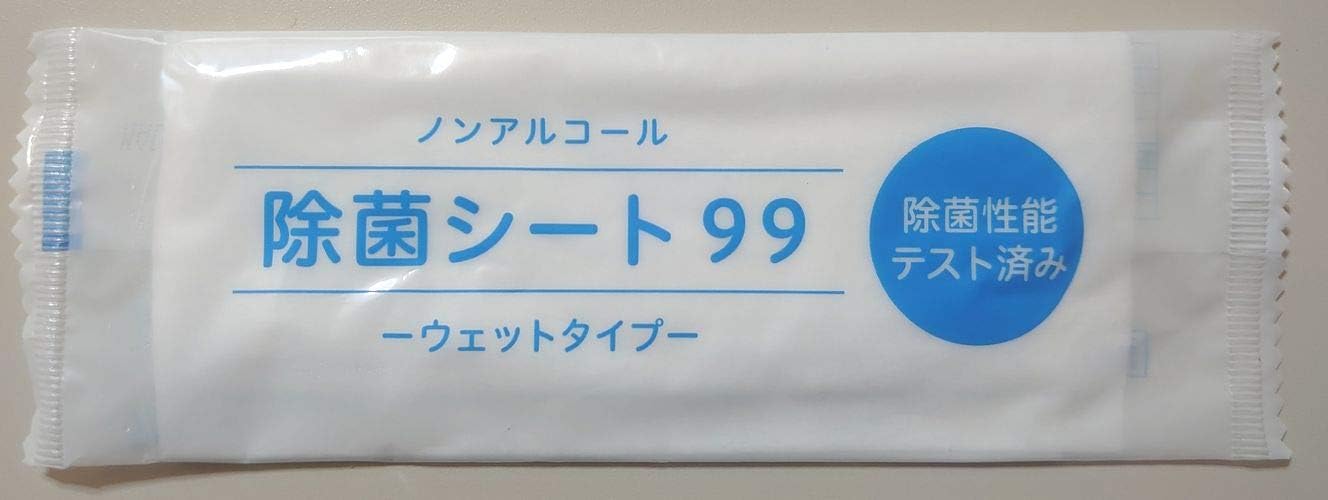 ノンアルコール
除菌シート99
ーウェットタイプー
除菌性能
テスト済み